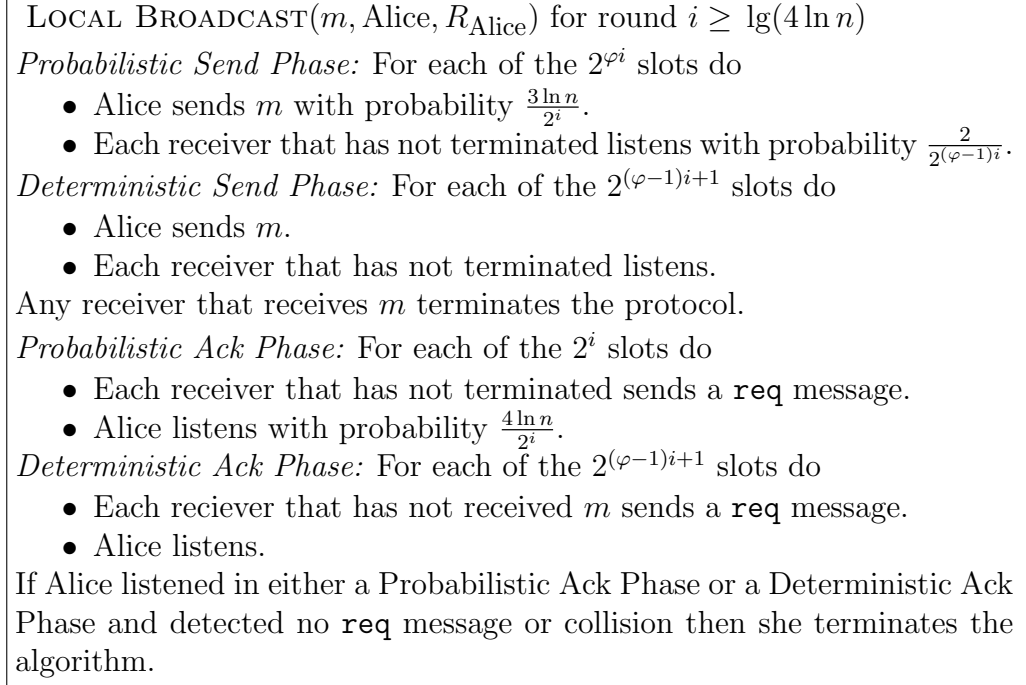 LOCAL BROADCAST(m, Alice, R_Alice) for round i ≥ lg(4 ln n)
Probabilistic Send Phase: For each of the 2^{φi} slots do
• Alice sends m with probability \frac{3 ln n}{2^i}.
• Each receiver that has not terminated listens with probability \frac{2}{2^{(φ−1)i}}.
Deterministic Send Phase: For each of the 2^{(φ−1)i+1} slots do
• Alice sends m.
• Each receiver that has not terminated listens.
Any receiver that receives m terminates the protocol.
Probabilistic Ack Phase: For each of the 2^i slots do
• Each receiver that has not terminated sends a req message.
• Alice listens with probability \frac{4 ln n}{2^i}.
Deterministic Ack Phase: For each of the 2^{(φ−1)i+1} slots do
• Each reciever that has not received m sends a req message.
• Alice listens.
If Alice listened in either a Probabilistic Ack Phase or a Deterministic Ack
Phase and detected no req message or collision then she terminates the
algorithm.